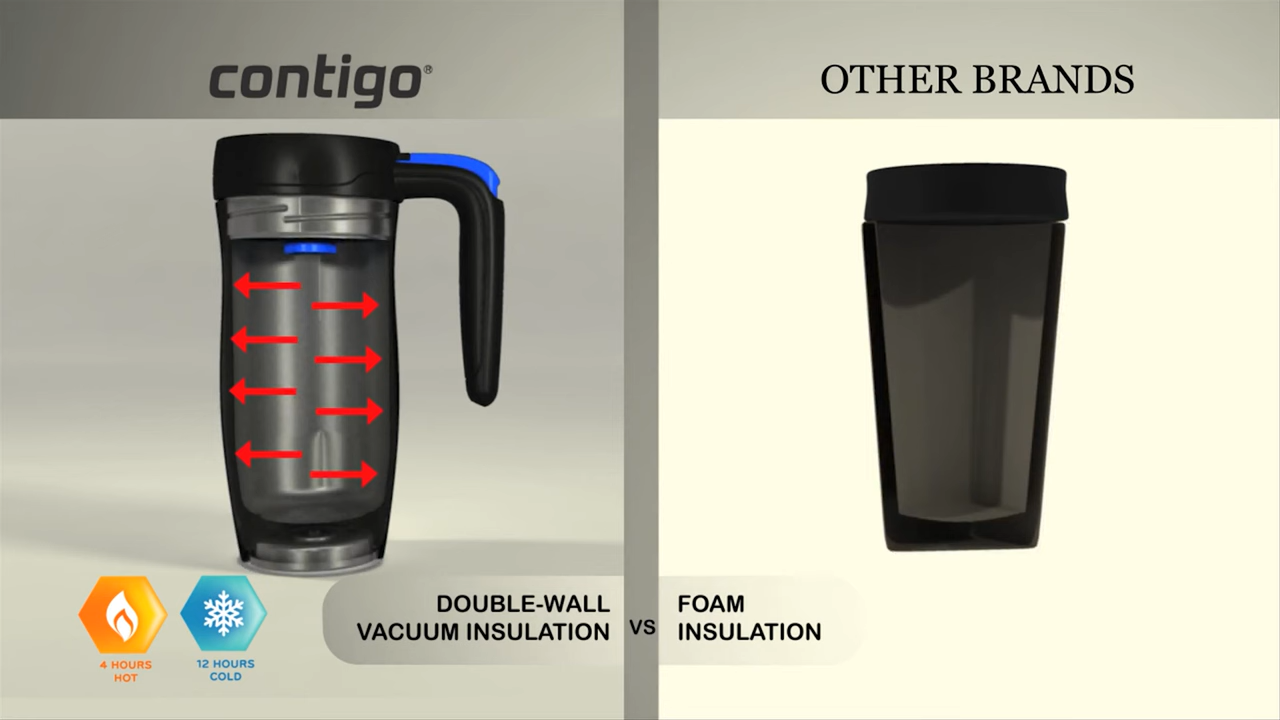 contigo®
OTHER BRANDS
DOUBLE-WALL
VACUUM INSULATION
VS
FOAM
INSULATION
4 HOURS
HOT
12 HOURS
COLD